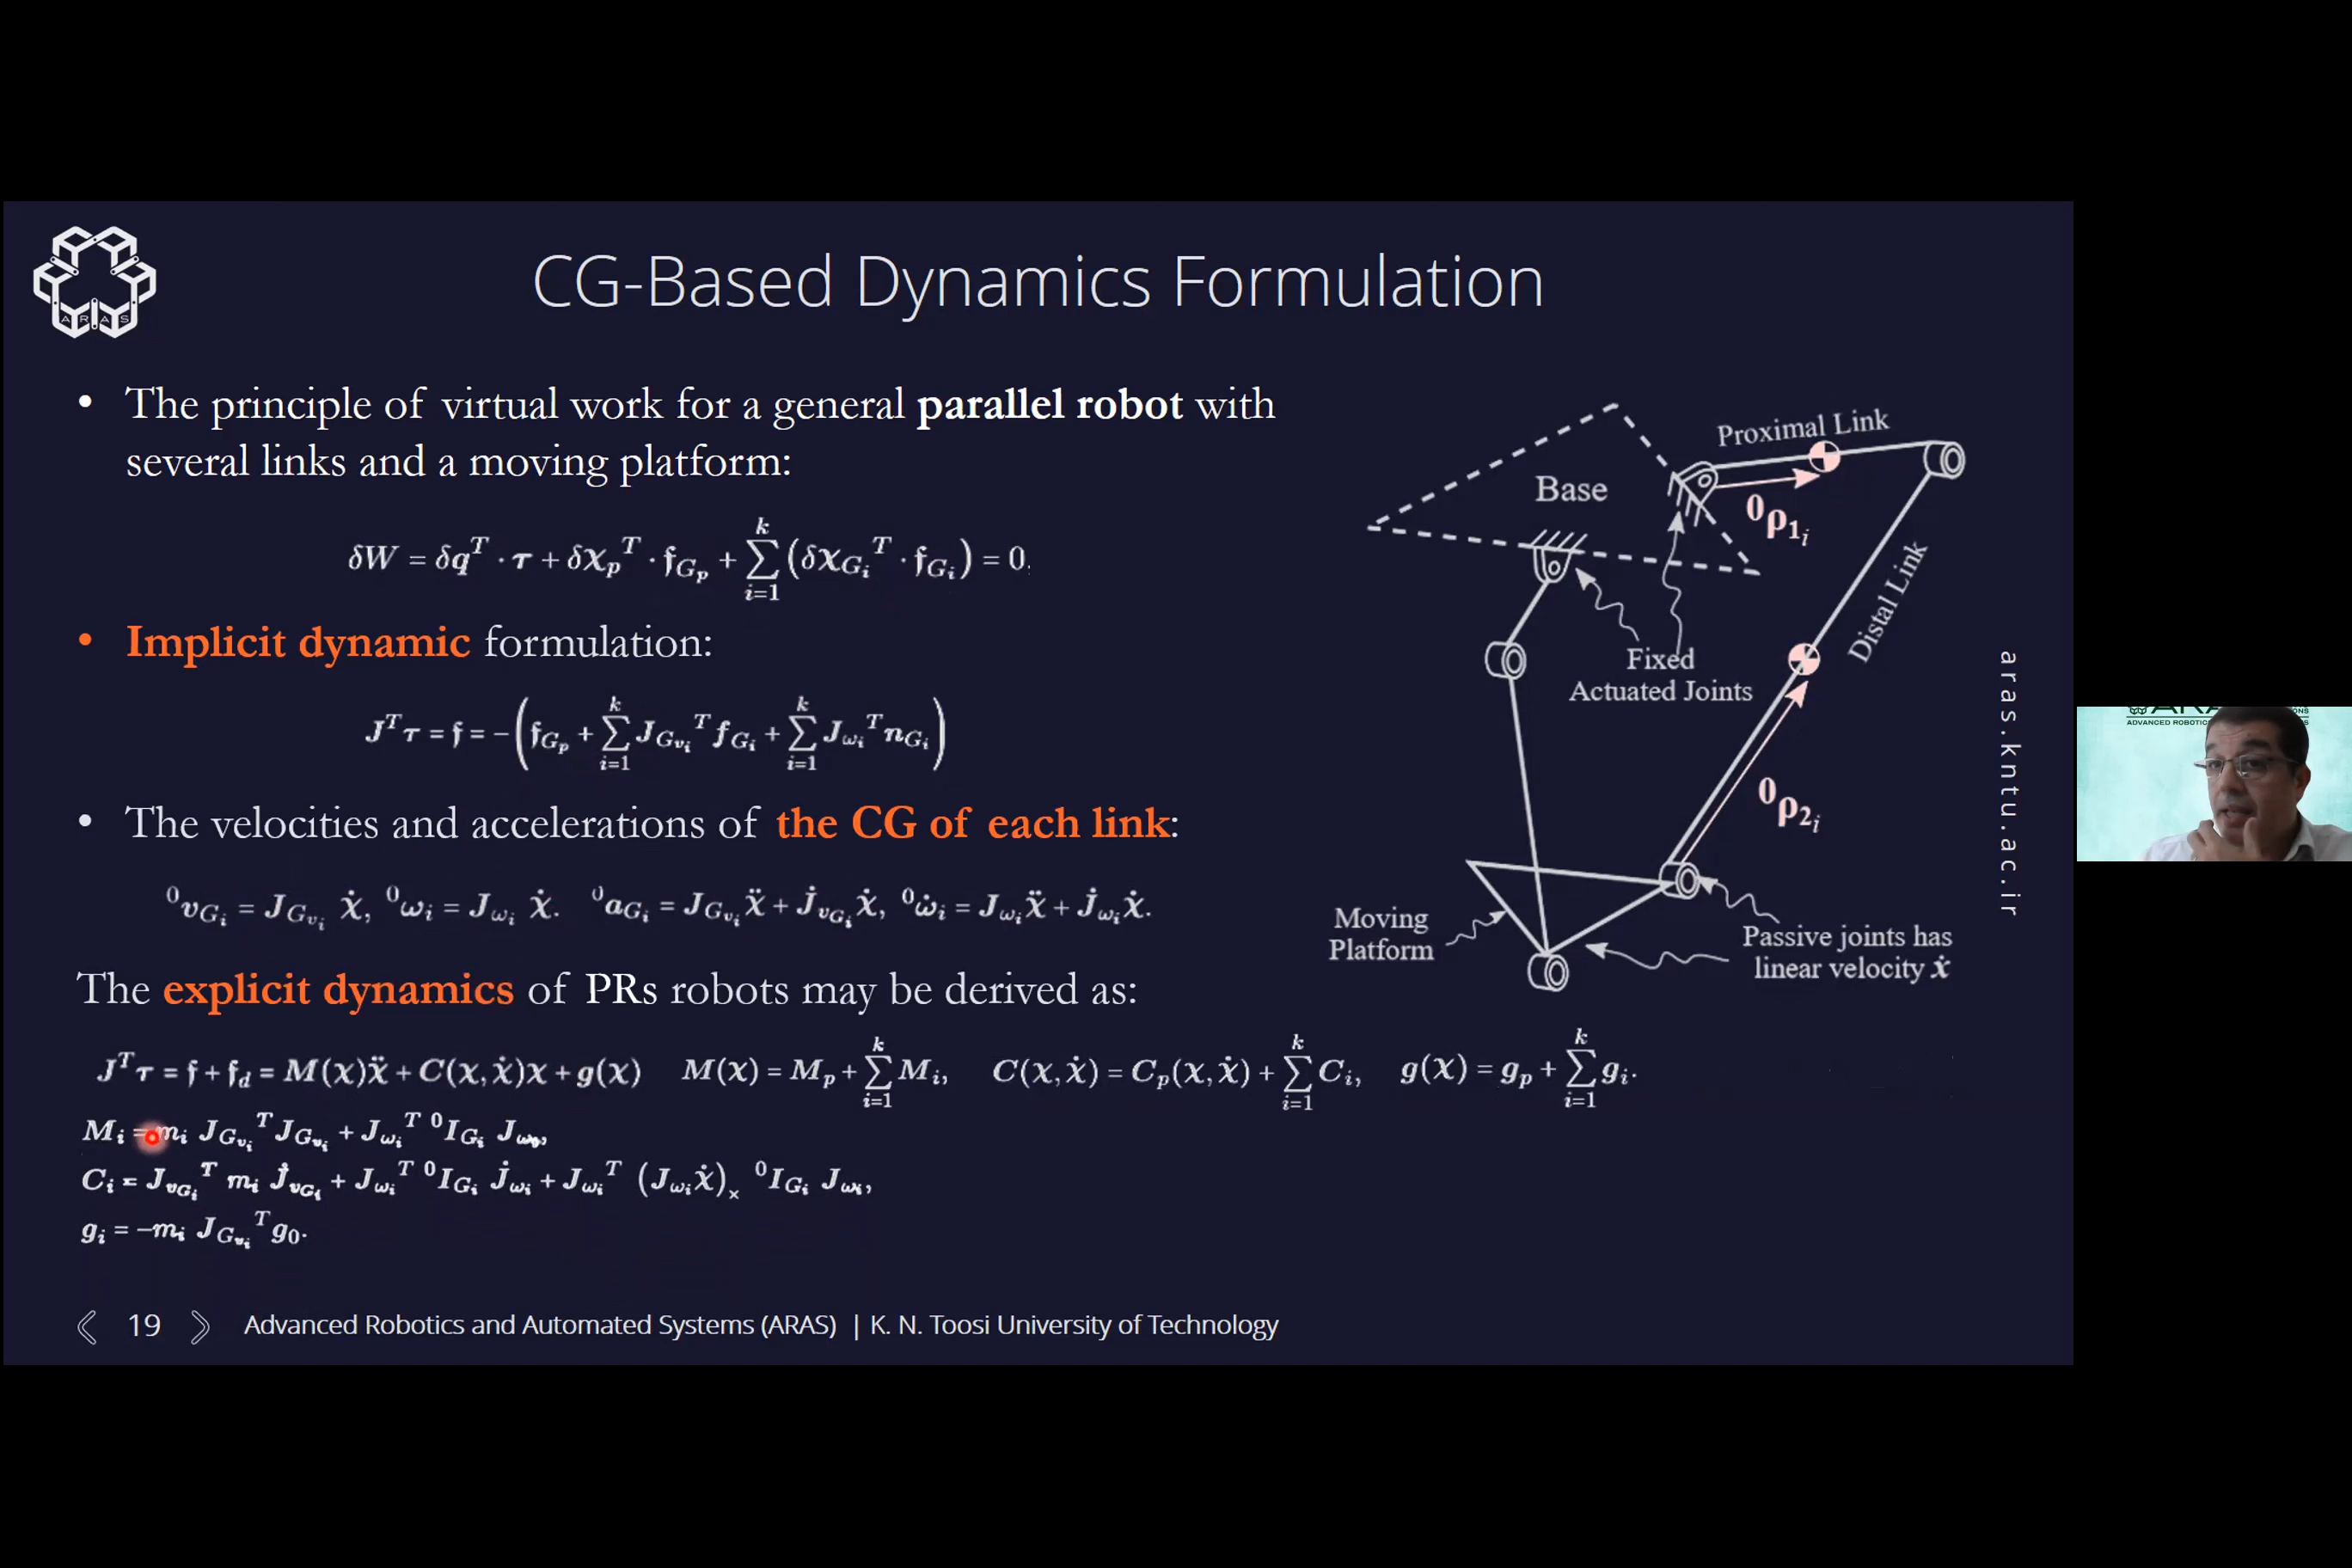 CG-Based Dynamics Formulation
• The principle of virtual work for a general parallel robot with
several links and a moving platform:
δW = δq^T · τ + δχ_p^T · f_{G_p} + ∑_{i=1}^{k} (δχ_{G_i}^T · f_{G_i}) = 0.
• Implicit dynamic formulation:
J^T τ = f = −(f_{G_p} + ∑_{i=1}^{k} J_{G_{v_i}}^T f_{G_i} + ∑_{i=1}^{k} J_{ω_i}^T n_{G_i})
• The velocities and accelerations of the CG of each link:
^0v_{G_i} = J_{G_{v_i}} χ̇, ^0ω_i = J_{ω_i} χ̇. ^0a_{G_i} = J_{G_{v_i}} χ̈ + J̇_{v_{G_i}} χ̇, ^0ω̇_i = J_{ω_i} χ̈ + J̇_{ω_i} χ̇.
The explicit dynamics of PRs robots may be derived as:
J^T τ = f + f_d = M(χ)χ̈ + C(χ, χ̇)χ + g(χ) M(χ) = M_p + ∑_{i=1}^{k} M_i, C(χ, χ̇) = C_p(χ, χ̇) + ∑_{i=1}^{k} C_i, g(χ) = g_p + ∑_{i=1}^{k} g_i.
M_i = m_i J_{G_{v_i}}^T J_{G_{v_i}} + J_{ω_i}^T ^0I_{G_i} J_{ω_i},
C_i = J_{v_{G_i}}^T m_i J̇_{v_{G_i}} + J_{ω_i}^T ^0I_{G_i} J̇_{ω_i} + J_{ω_i}^T (J_{ω_i} χ̇)_× ^0I_{G_i} J_{ω_i},
g_i = −m_i J_{G_{v_i}}^T g_0.
Proximal Link
Base
^0ρ_{1_i}
Distal Link
Fixed
Actuated Joints
^0ρ_{2_i}
Moving
Platform
Passive joints has
linear velocity ẋ
aras.kntu.ac.ir
ARAS
19
Advanced Robotics and Automated Systems (ARAS) | K. N. Toosi University of Technology
ADVANCED ROBOTIC